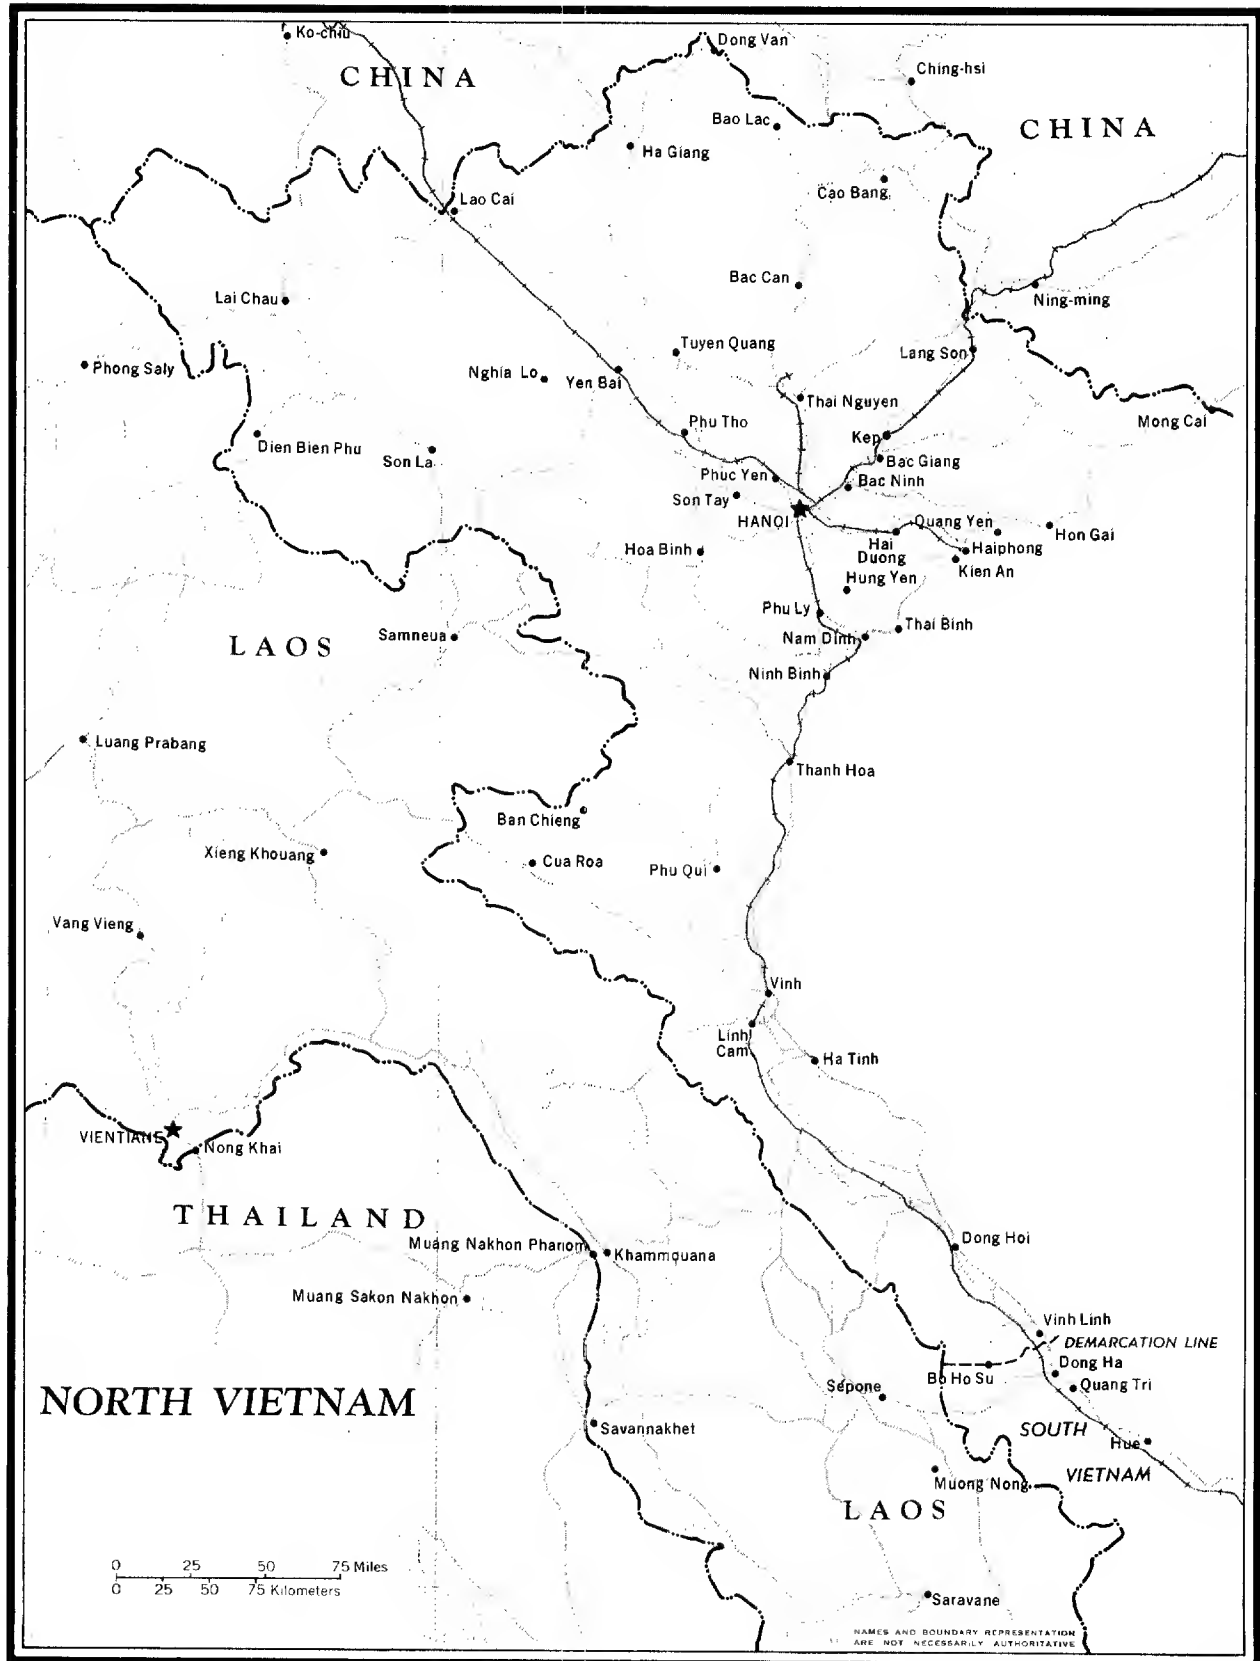 Ko-chiu
Dong Van
CHINA
Ching-hsi
Bao Lac
CHINA
Ha Giang
Cao Bang
Lao Cai
Bac Can
Lai Chau
Ning-ming
Tuyen Quang
Lang Son
Phong Saly
Nghia Lo
Yen Bai
Thai Nguyen
Mong Cai
Phu Tho
Kep
Dien Bien Phu
Son La
Bac Giang
Phuc Yen
Bac Ninh
Son Tay
HANOI
Quang Yen
Hon Gai
Hai
Duong
Haiphong
Hoa Binh
Kien An
Hung Yen
Phu Ly
Thai Binh
Samneua
Nam Dinh
LAOS
Ninh Binh
Luang Prabang
Thanh Hoa
Ban Chieng
Xieng Khouang
Cua Roa
Phu Qui
Vang Vieng
Vinh
Linh
Cam
Ha Tinh
VIENTIANE
Nong Khai
THAILAND
Dong Hoi
Muang Nakhon Phanom
Khammouana
Muang Sakon Nakhon
Vinh Linh
DEMARCATION LINE
Dong Ha
Bo Ho Su
Quang Tri
Sepone
NORTH VIETNAM
Savannakhet
SOUTH
Hue
VIETNAM
Muong Nong
LAOS
0 25 50 75 Miles
0 25 50 75 Kilometers
Saravane
NAMES AND BOUNDARY REPRESENTATION
ARE NOT NECESSARILY AUTHORITATIVE